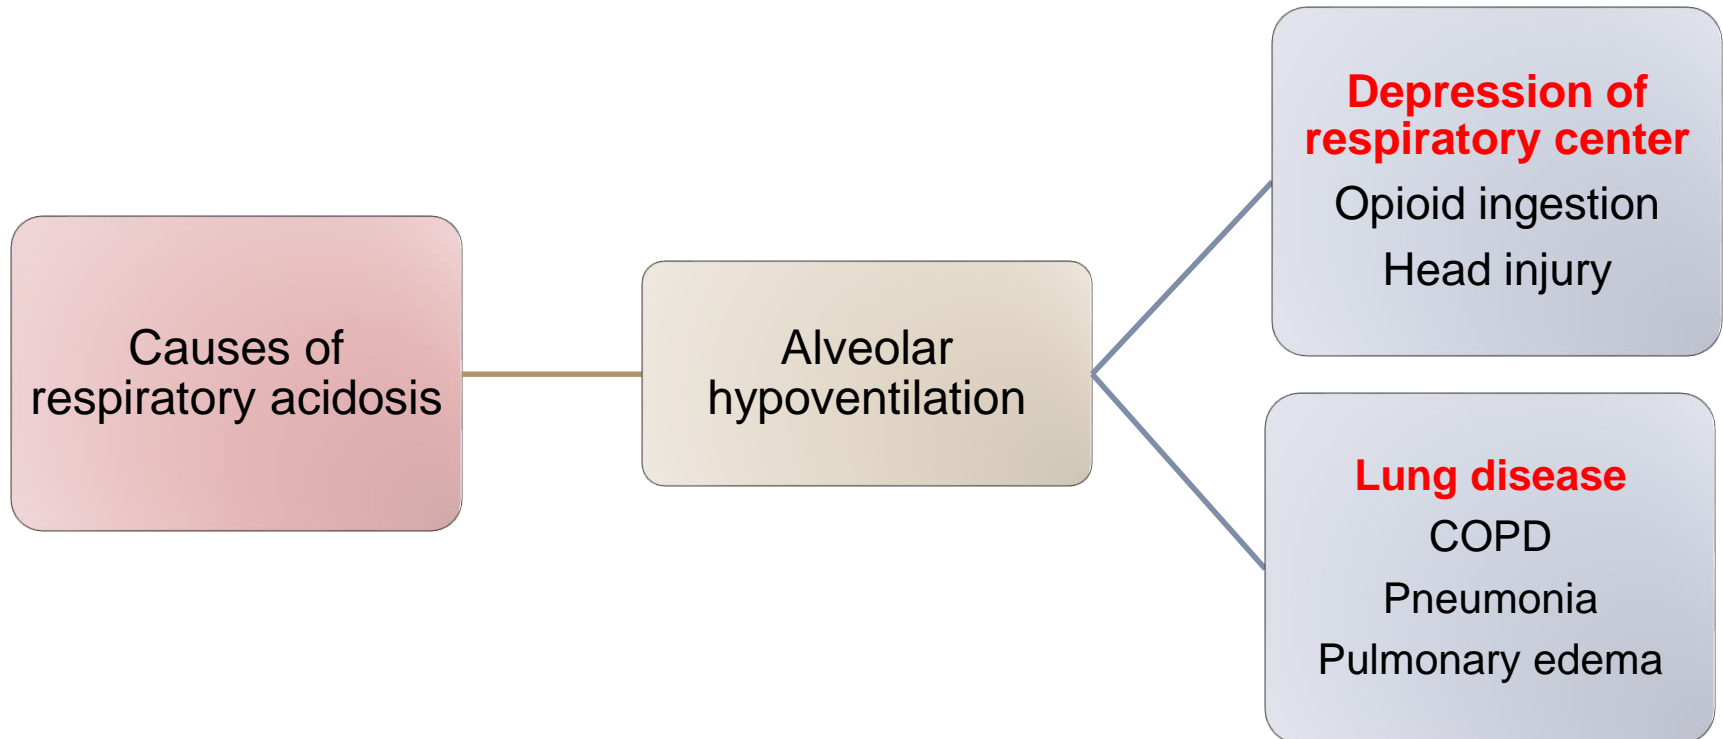 Causes of
respiratory acidosis
Alveolar
hypoventilation
Depression of
respiratory center
Opioid ingestion
Head injury
Lung disease
COPD
Pneumonia
Pulmonary edema